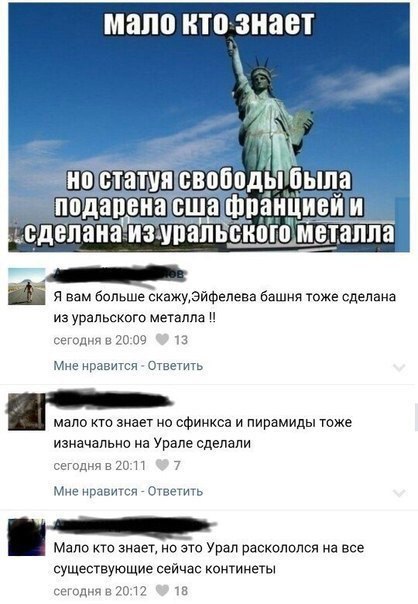 мало кто знает
но статуя свободы была
подарена сша францией и
сделана из уральского металла
ов
Я вам больше скажу,Эйфелева башня тоже сделана
из уральского металла !!
сегодня в 20:09 13
Мне нравится - Ответить
мало кто знает но сфинкса и пирамиды тоже
изначально на Урале сделали
сегодня в 20:11 7
Мне нравится - Ответить
Мало кто знает, но это Урал раскололся на все
существующие сейчас континеты
сегодня в 20:12 18